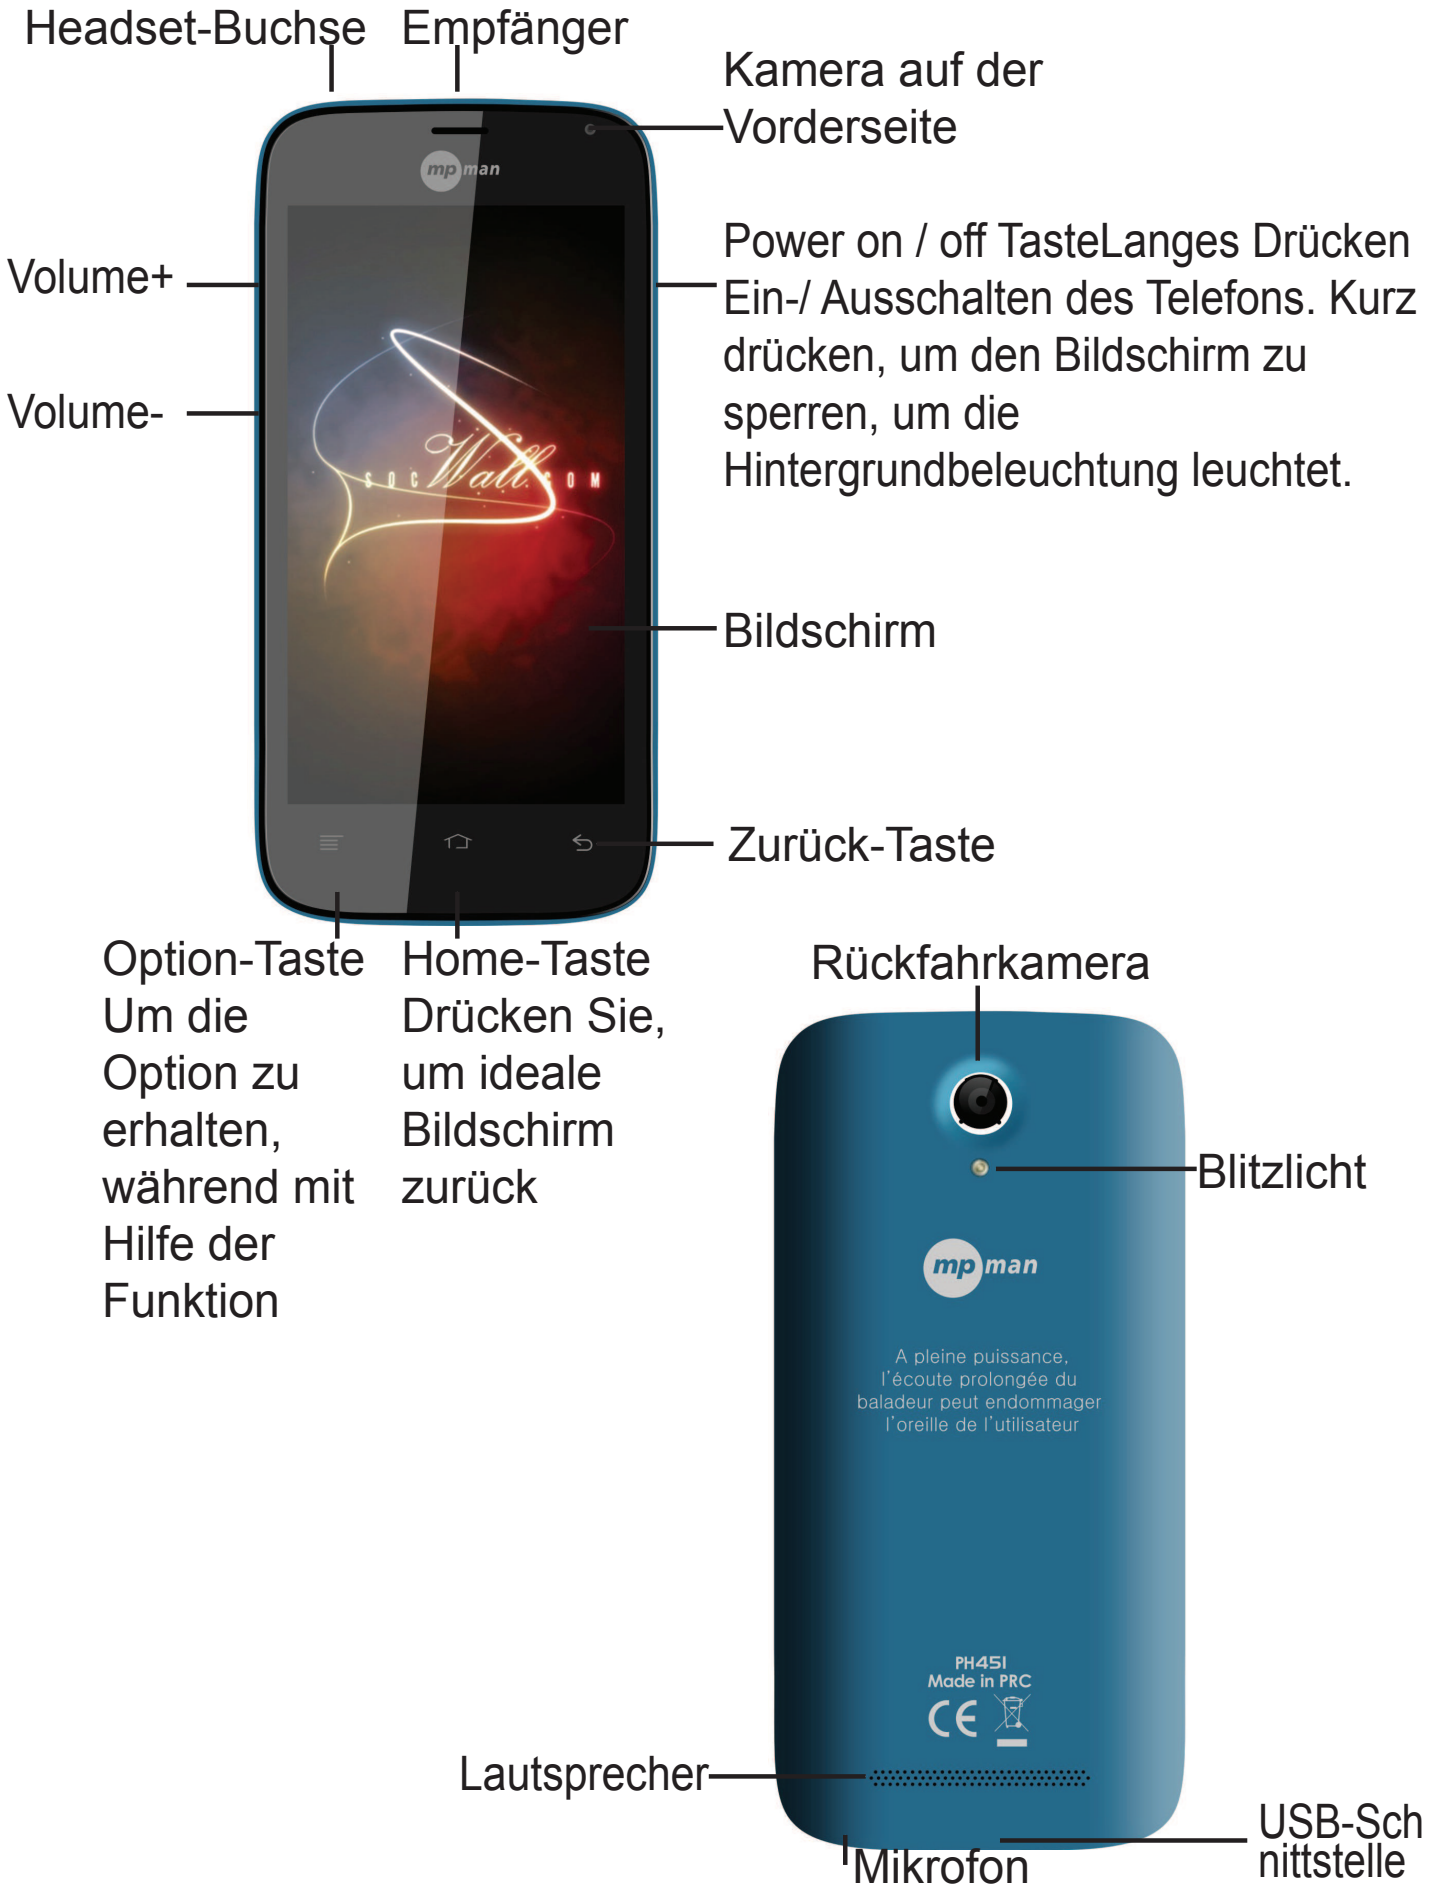 Headset-Buchse
Empfänger
Kamera auf der
Vorderseite
mp man
Volume+
Volume-
Power on / off TasteLanges Drücken
Ein-/ Ausschalten des Telefons. Kurz
drücken, um den Bildschirm zu
sperren, um die
Hintergrundbeleuchtung leuchtet.
SOCWall.COM
Bildschirm
Zurück-Taste
Option-Taste
Um die
Option zu
erhalten,
während mit
Hilfe der
Funktion
Home-Taste
Drücken Sie,
um ideale
Bildschirm
zurück
Rückfahrkamera
Blitzlicht
mp man
A pleine puissance,
l'écoute prolongée du
baladeur peut endommager
l'oreille de l'utilisateur
PH451
Made in PRC
CE
Lautsprecher
Mikrofon
USB-Sch
nittstelle